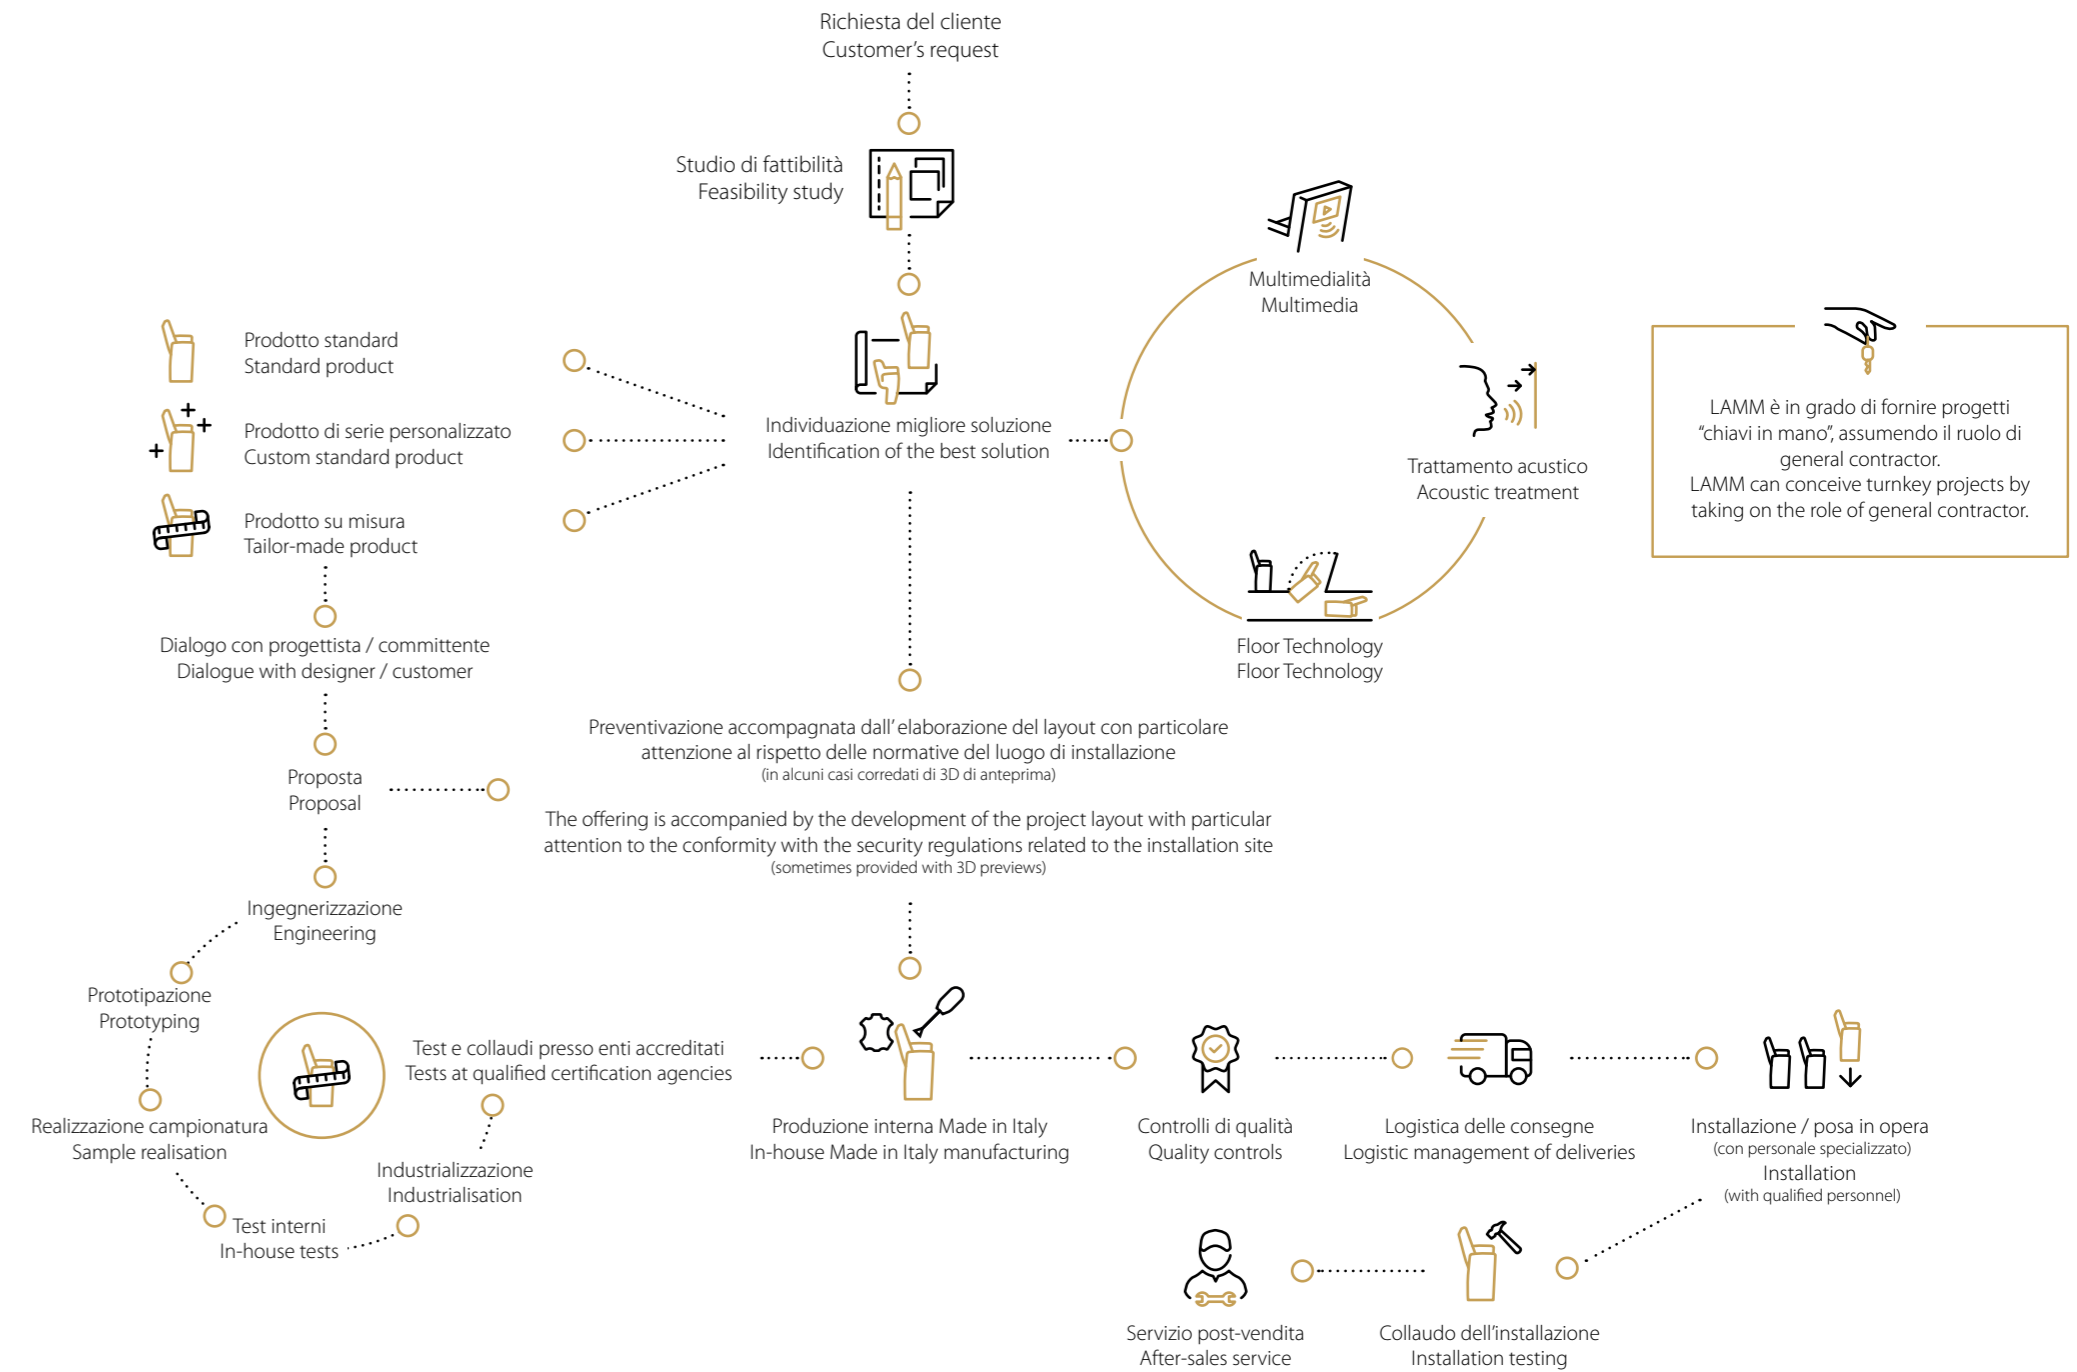 Richiesta del cliente
Customer’s request
Studio di fattibilità
Feasibility study
Multimedialità
Multimedia
Prodotto standard
Standard product
Prodotto di serie personalizzato
Custom standard product
Prodotto su misura
Tailor-made product
Individuazione migliore soluzione
Identification of the best solution
Trattamento acustico
Acoustic treatment
LAMM è in grado di fornire progetti
“chiavi in mano”, assumendo il ruolo di
general contractor.
LAMM can conceive turnkey projects by
taking on the role of general contractor.
Floor Technology
Floor Technology
Dialogo con progettista / committente
Dialogue with designer / customer
Preventivazione accompagnata dall’ elaborazione del layout con particolare
attenzione al rispetto delle normative del luogo di installazione
(in alcuni casi corredati di 3D di anteprima)
Proposta
Proposal
The offering is accompanied by the development of the project layout with particular
attention to the conformity with the security regulations related to the installation site
(sometimes provided with 3D previews)
Ingegnerizzazione
Engineering
Prototipazione
Prototyping
Realizzazione campionatura
Sample realisation
Test interni
In-house tests
Industrializzazione
Industrialisation
Test e collaudi presso enti accreditati
Tests at qualified certification agencies
Produzione interna Made in Italy
In-house Made in Italy manufacturing
Controlli di qualità
Quality controls
Logistica delle consegne
Logistic management of deliveries
Installazione / posa in opera
(con personale specializzato)
Installation
(with qualified personnel)
Collaudo dell’installazione
Installation testing
Servizio post-vendita
After-sales service